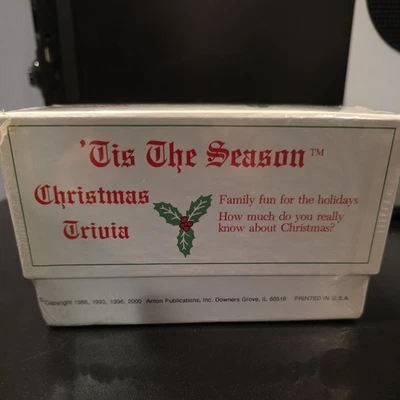 'Tis The Season™
Christmas
Trivia
Family fun for the holidays
How much do you really
know about Christmas?
Copyright 1988, 1993, 1996, 2000 Publications, Inc. Downers Grove, IL 60516 PRINTED IN U.S.A.